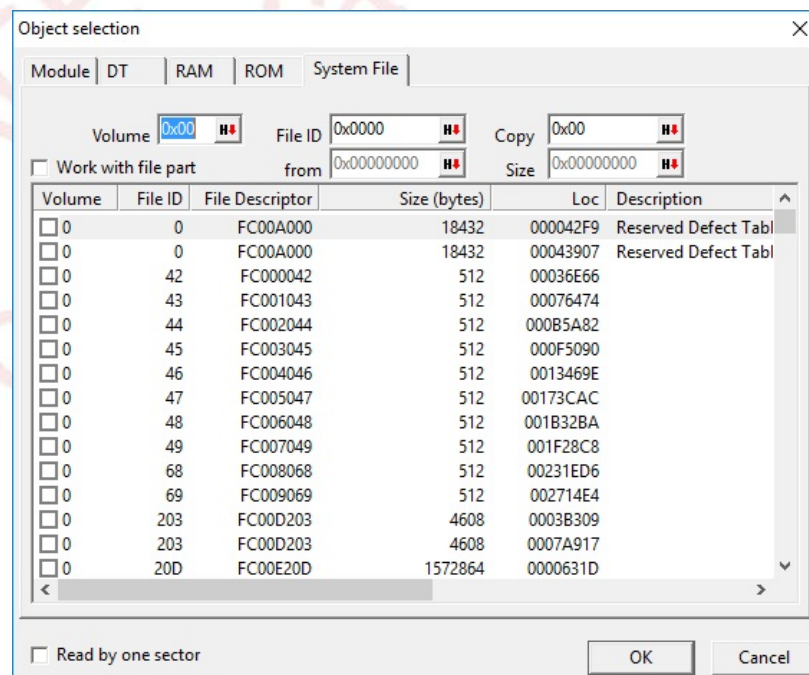 Object selection
Module DT RAM ROM System File
Volume 0x00 H File ID 0x0000 H Copy 0x00 H
Work with file part from 0x00000000 H Size 0x00000000 H
Volume File ID File Descriptor Size (bytes) Loc Description
0 0 FC00A000 18432 000042F9 Reserved Defect Tabl
0 0 FC00A000 18432 00043907 Reserved Defect Tabl
0 42 FC000042 512 00036E66
0 43 FC001043 512 00076474
0 44 FC002044 512 000B5A82
0 45 FC003045 512 000F5090
0 46 FC004046 512 0013469E
0 47 FC005047 512 00173CAC
0 48 FC006048 512 001B32BA
0 49 FC007049 512 001F28C8
0 68 FC008068 512 00231ED6
0 69 FC009069 512 002714E4
0 203 FC00D203 4608 0003B309
0 203 FC00D203 4608 0007A917
0 20D FC00E20D 1572864 0000631D
Read by one sector OK Cancel